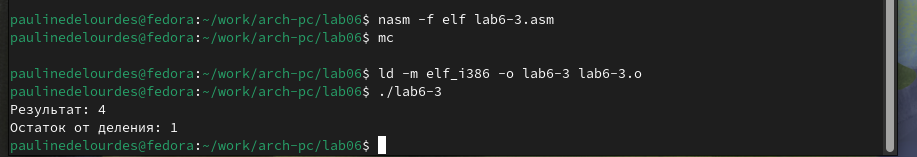 paulinedelourdes@fedora:~/work/arch-pc/lab06$ nasm -f elf lab6-3.asm
paulinedelourdes@fedora:~/work/arch-pc/lab06$ mc
paulinedelourdes@fedora:~/work/arch-pc/lab06$ ld -m elf_i386 -o lab6-3 lab6-3.o
paulinedelourdes@fedora:~/work/arch-pc/lab06$ ./lab6-3
Результат: 4
Остаток от деления: 1
paulinedelourdes@fedora:~/work/arch-pc/lab06$